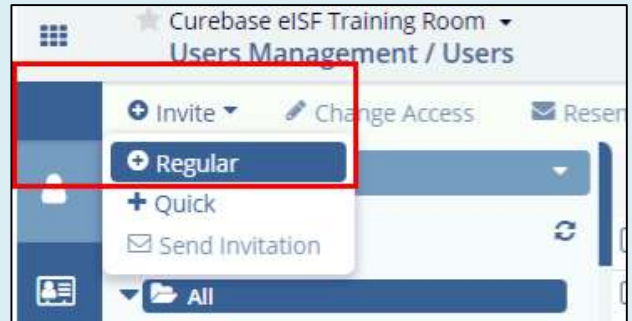 Curebase eISF Training Room
Users Management / Users
Invite Change Access Resen
Regular
Quick
Send Invitation
All